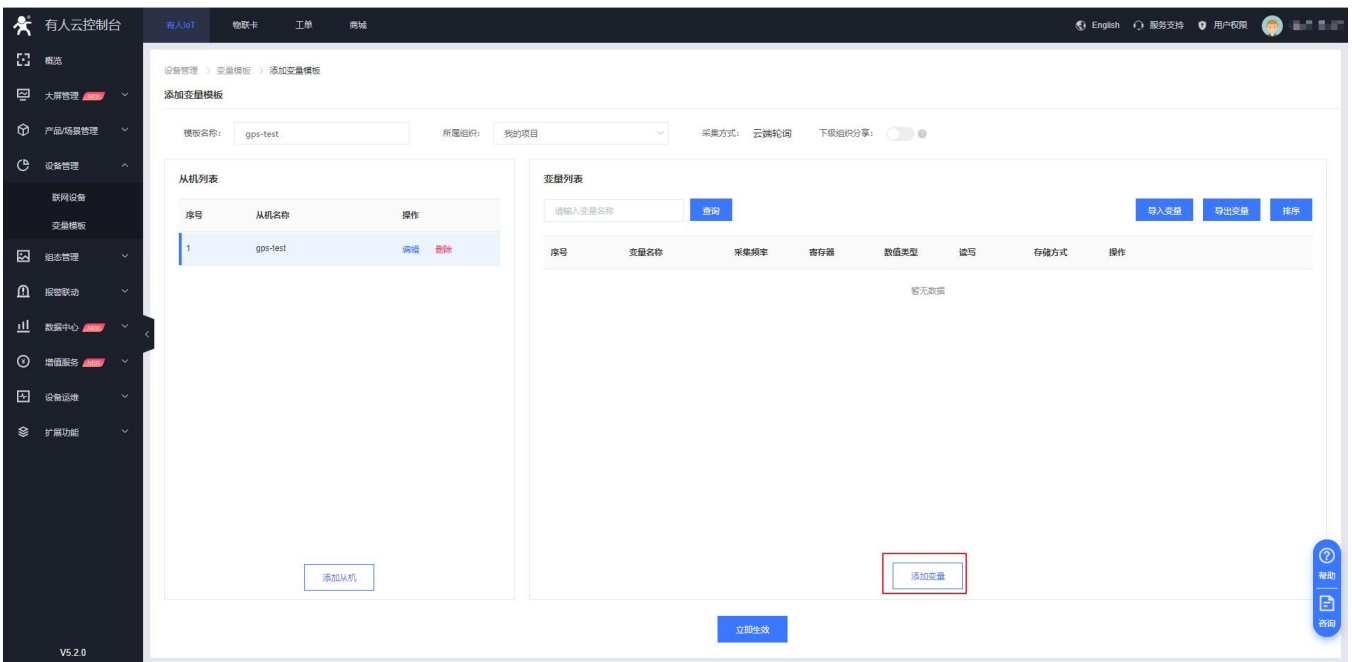 有人云控制台 有人IoT 物联卡 工单 商城 English 服务支持 用户权限
概览
大屏管理 new
产品/场景管理
设备管理
联网设备
变量模板
组态管理
报警联动
数据中心 new
增值服务 new
设备运维
扩展功能
V5.2.0
设备管理 > 变量模板 > 添加变量模板
添加变量模板
模板名称: gps-test 所属组织: 我的项目 采集方式: 云端轮询 下级组织分享:
从机列表
序号 从机名称 操作
1 gps-test 编辑 删除
添加从机
变量列表
请输入变量名称 查询 导入变量 导出变量 排序
序号 变量名称 采集频率 寄存器 数值类型 读写 存储方式 操作
暂无数据
添加变量
立即生效
帮助
咨询